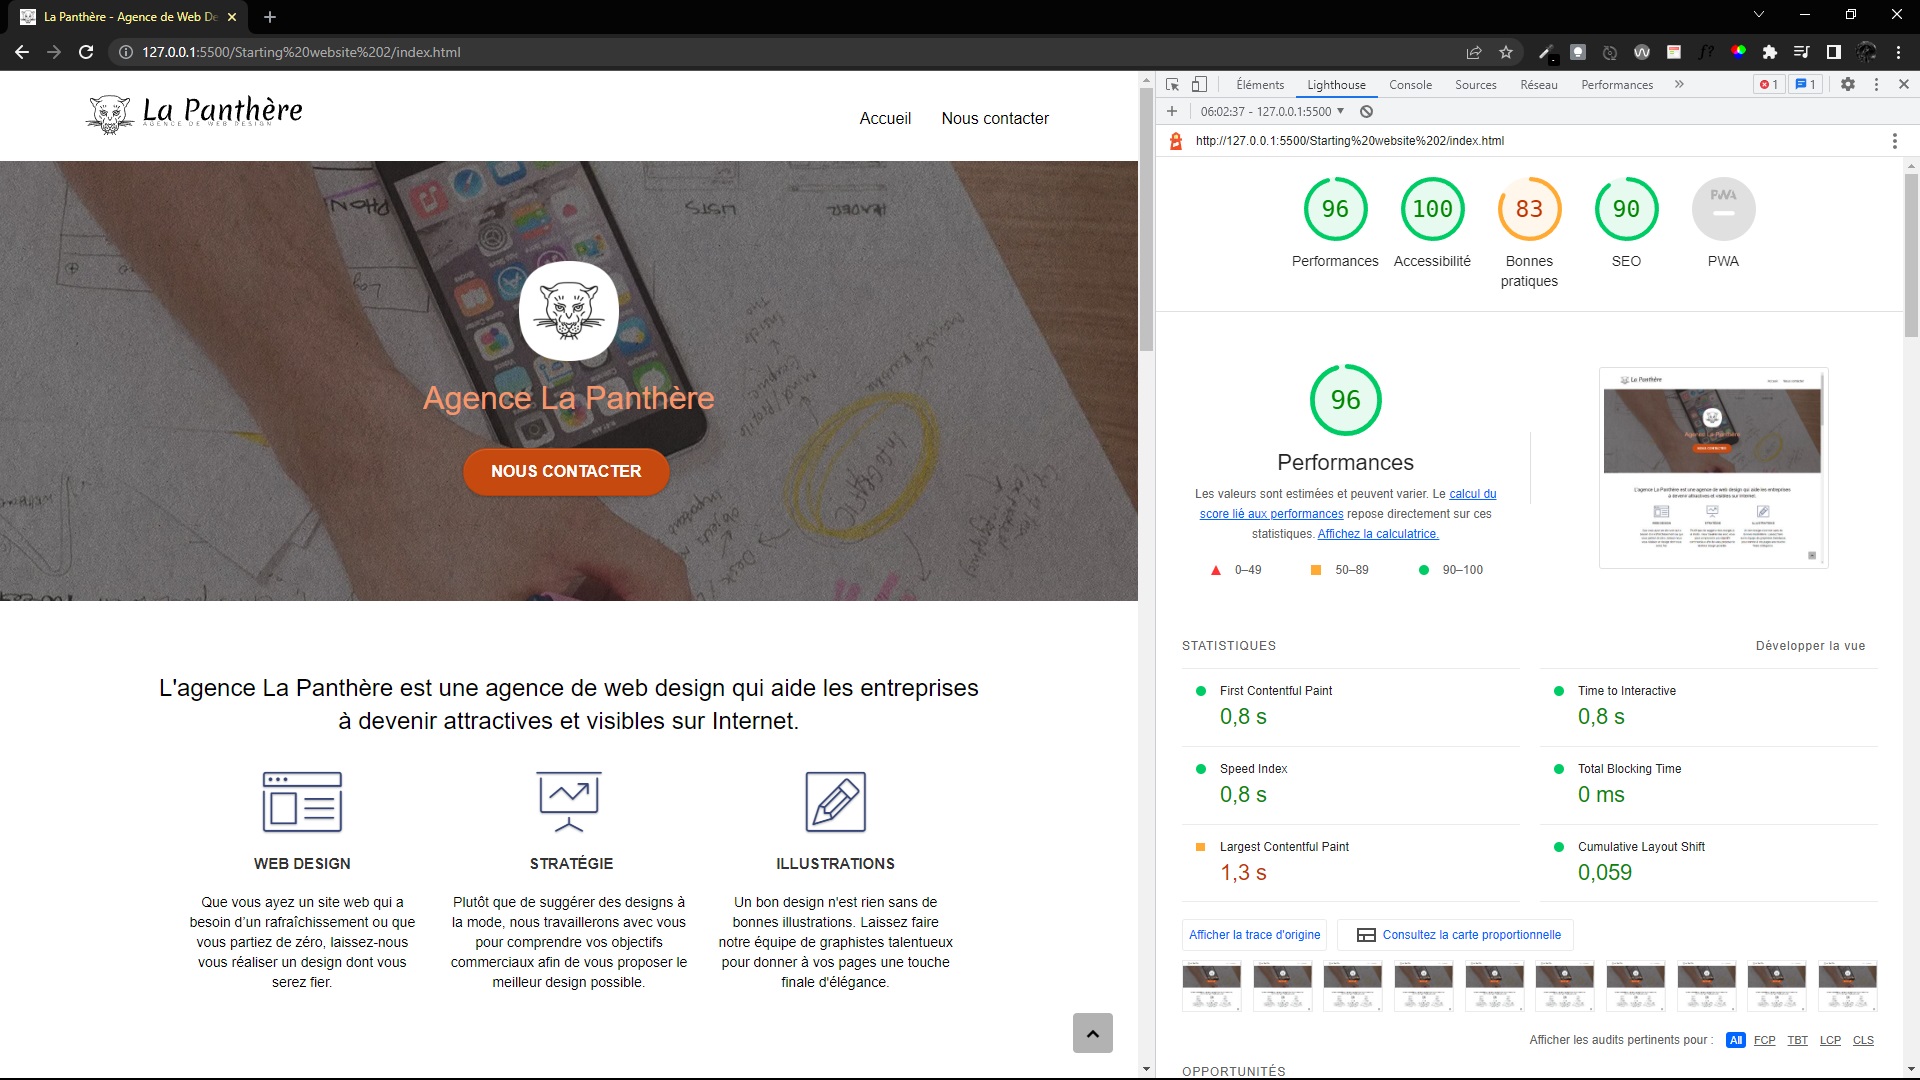 La Panthère - Agence de Web De
127.0.0.1:5500/Starting%20website%202/index.html
La Panthère
AGENCE DE WEB DESIGN
Accueil
Nous contacter
Agence La Panthère
NOUS CONTACTER
L'agence La Panthère est une agence de web design qui aide les entreprises
à devenir attractives et visibles sur Internet.
WEB DESIGN
Que vous ayez un site web qui a
besoin d’un rafraîchissement ou que
vous partiez de zéro, laissez-nous
vous réaliser un design dont vous
serez fier.
STRATÉGIE
Plutôt que de suggérer des designs à
la mode, nous travaillerons avec vous
pour comprendre vos objectifs
commerciaux afin de vous proposer le
meilleur design possible.
ILLUSTRATIONS
Un bon design n'est rien sans de
bonnes illustrations. Laissez faire
notre équipe de graphistes talentueux
pour donner à vos pages une touche
finale d'élégance.
Éléments Lighthouse Console Sources Réseau Performances 1 1
06:02:37 - 127.0.0.1:5500
http://127.0.0.1:5500/Starting%20website%202/index.html
96
Performances
100
Accessibilité
83
Bonnes
pratiques
90
SEO
PWA
PWA
96
Performances
Les valeurs sont estimées et peuvent varier. Le calcul du
score lié aux performances repose directement sur ces
statistiques. Affichez la calculatrice.
0–49 50–89 90–100
STATISTIQUES
Développer la vue
First Contentful Paint
0,8 s
Time to Interactive
0,8 s
Speed Index
0,8 s
Total Blocking Time
0 ms
Largest Contentful Paint
1,3 s
Cumulative Layout Shift
0,059
Afficher la trace d'origine
Consultez la carte proportionnelle
Afficher les audits pertinents pour : All FCP TBT LCP CLS
OPPORTUNITÉS